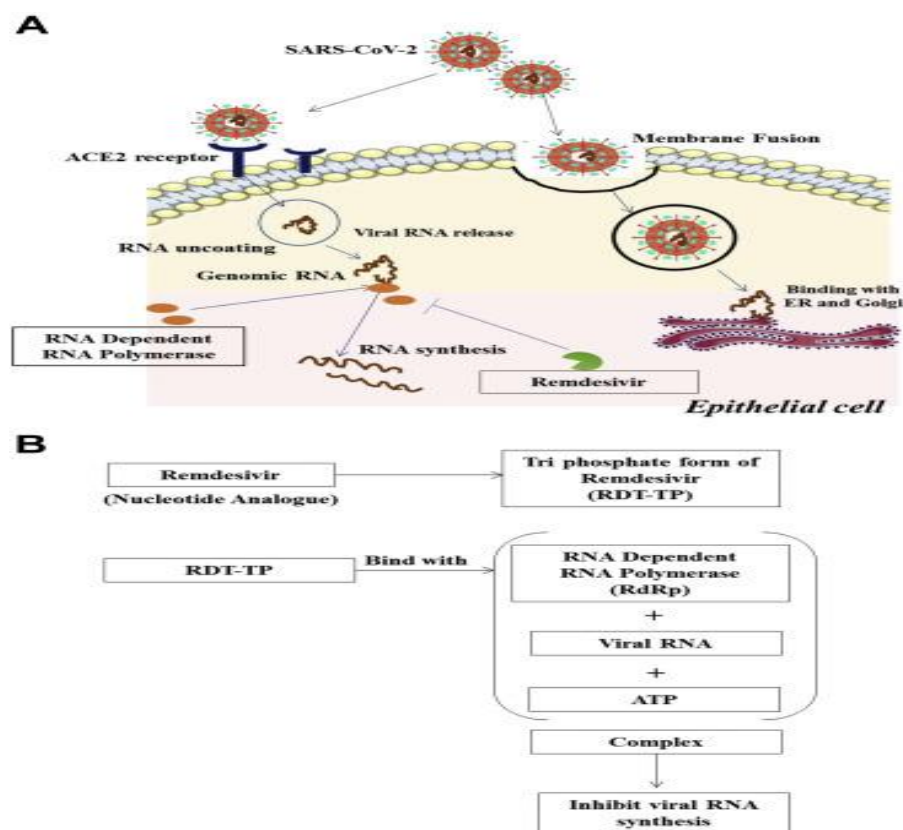 A
SARS-CoV-2
Membrane Fusion
ACE2 receptor
Viral RNA release
RNA uncoating
Genomic RNA
Binding with
ER and Golgi
RNA Dependent
RNA Polymerase
RNA synthesis
Remdesivir
Epithelial cell
B
Remdesivir
(Nucleotide Analogue)
Tri phosphate form of
Remdesivir
(RDT-TP)
RDT-TP
Bind with
RNA Dependent
RNA Polymerase
(RdRp)
+
Viral RNA
+
ATP
Complex
Inhibit viral RNA
synthesis